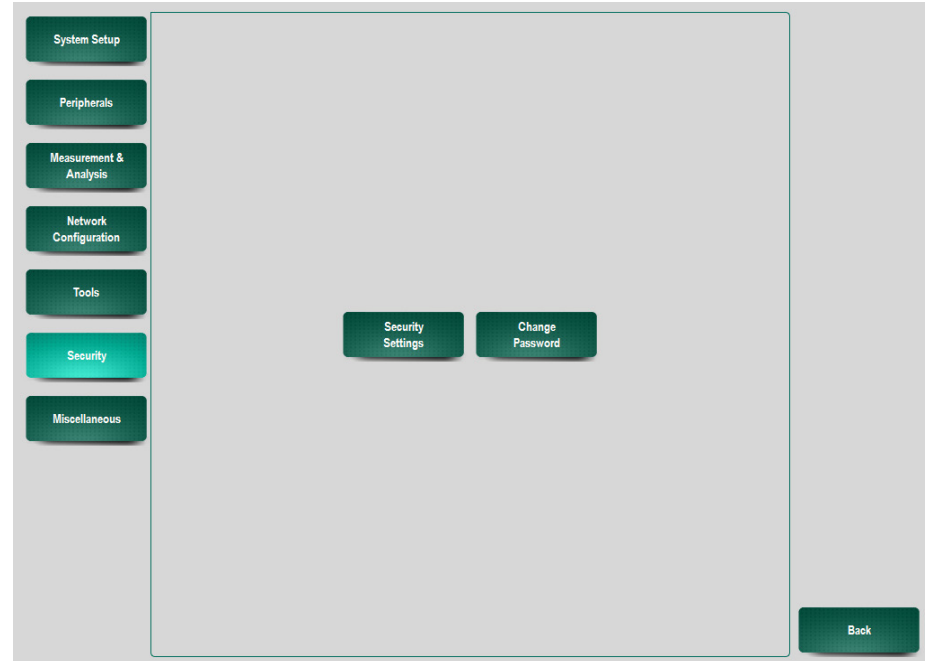 System Setup
Peripherals
Measurement &
Analysis
Network
Configuration
Tools
Security
Miscellaneous
Security
Settings
Change
Password
Back